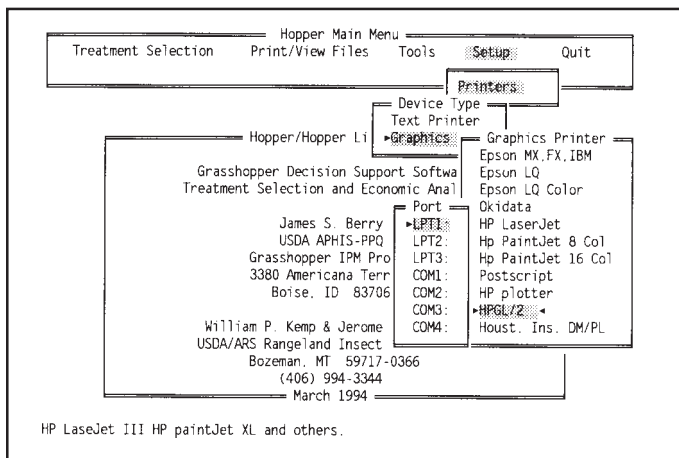 Hopper Main Menu
Treatment Selection Print/View Files Tools Setup Quit
Printers
Device Type
Text Printer
Graphics
Hopper/Hopper Li
Grasshopper Decision Support Softwa
Treatment Selection and Economic Anal
James S. Berry
USDA APHIS-PPQ
Grasshopper IPM Pro
3380 Americana Terr
Boise, ID 83706
William P. Kemp & Jerome
USDA/ARS Rangeland Insect
Bozeman, MT 59717-0366
(406) 994-3344
March 1994
Port
LPT1:
LPT2:
LPT3:
COM1:
COM2:
COM3:
COM4:
Graphics Printer
Epson MX,FX,IBM
Epson LQ
Epson LQ Color
Okidata
HP LaserJet
Hp PaintJet 8 Col
Hp PaintJet 16 Col
Postscript
HP plotter
HPGL/2
Houst. Ins. DM/PL
HP LaseJet III HP paintJet XL and others.